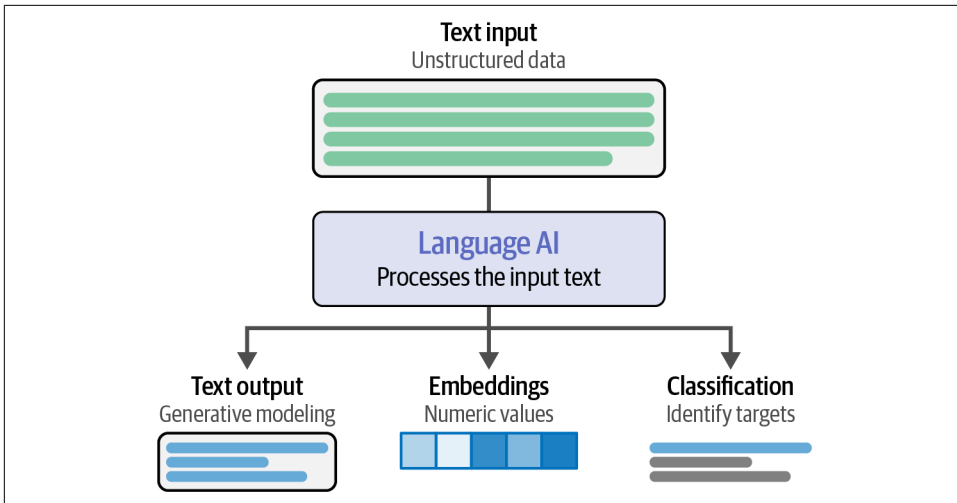 Text input
Unstructured data
Language AI
Processes the input text
Text output
Generative modeling
Embeddings
Numeric values
Classification
Identify targets